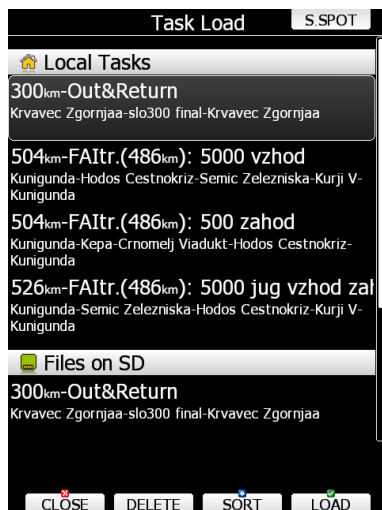 Task Load
S.SPOT
Local Tasks
300km-Out&Return
Krvavec Zgornjaa-slo300 final-Krvavec Zgornjaa
504km-FAItr.(486km): 5000 vzhod
Kunigunda-Hodos Cestnokriz-Semic Zelezniska-Kurji V-
Kunigunda
504km-FAItr.(486km): 500 zahod
Kunigunda-Kepa-Crnomelj Viadukt-Hodos Cestnokriz-
Kunigunda
526km-FAItr.(486km): 5000 jug vzhod zah
Kunigunda-Semic Zelezniska-Hodos Cestnokriz-Kurji V-
Kunigunda
Files on SD
300km-Out&Return
Krvavec Zgornjaa-slo300 final-Krvavec Zgornjaa
CLOSE DELETE SORT LOAD